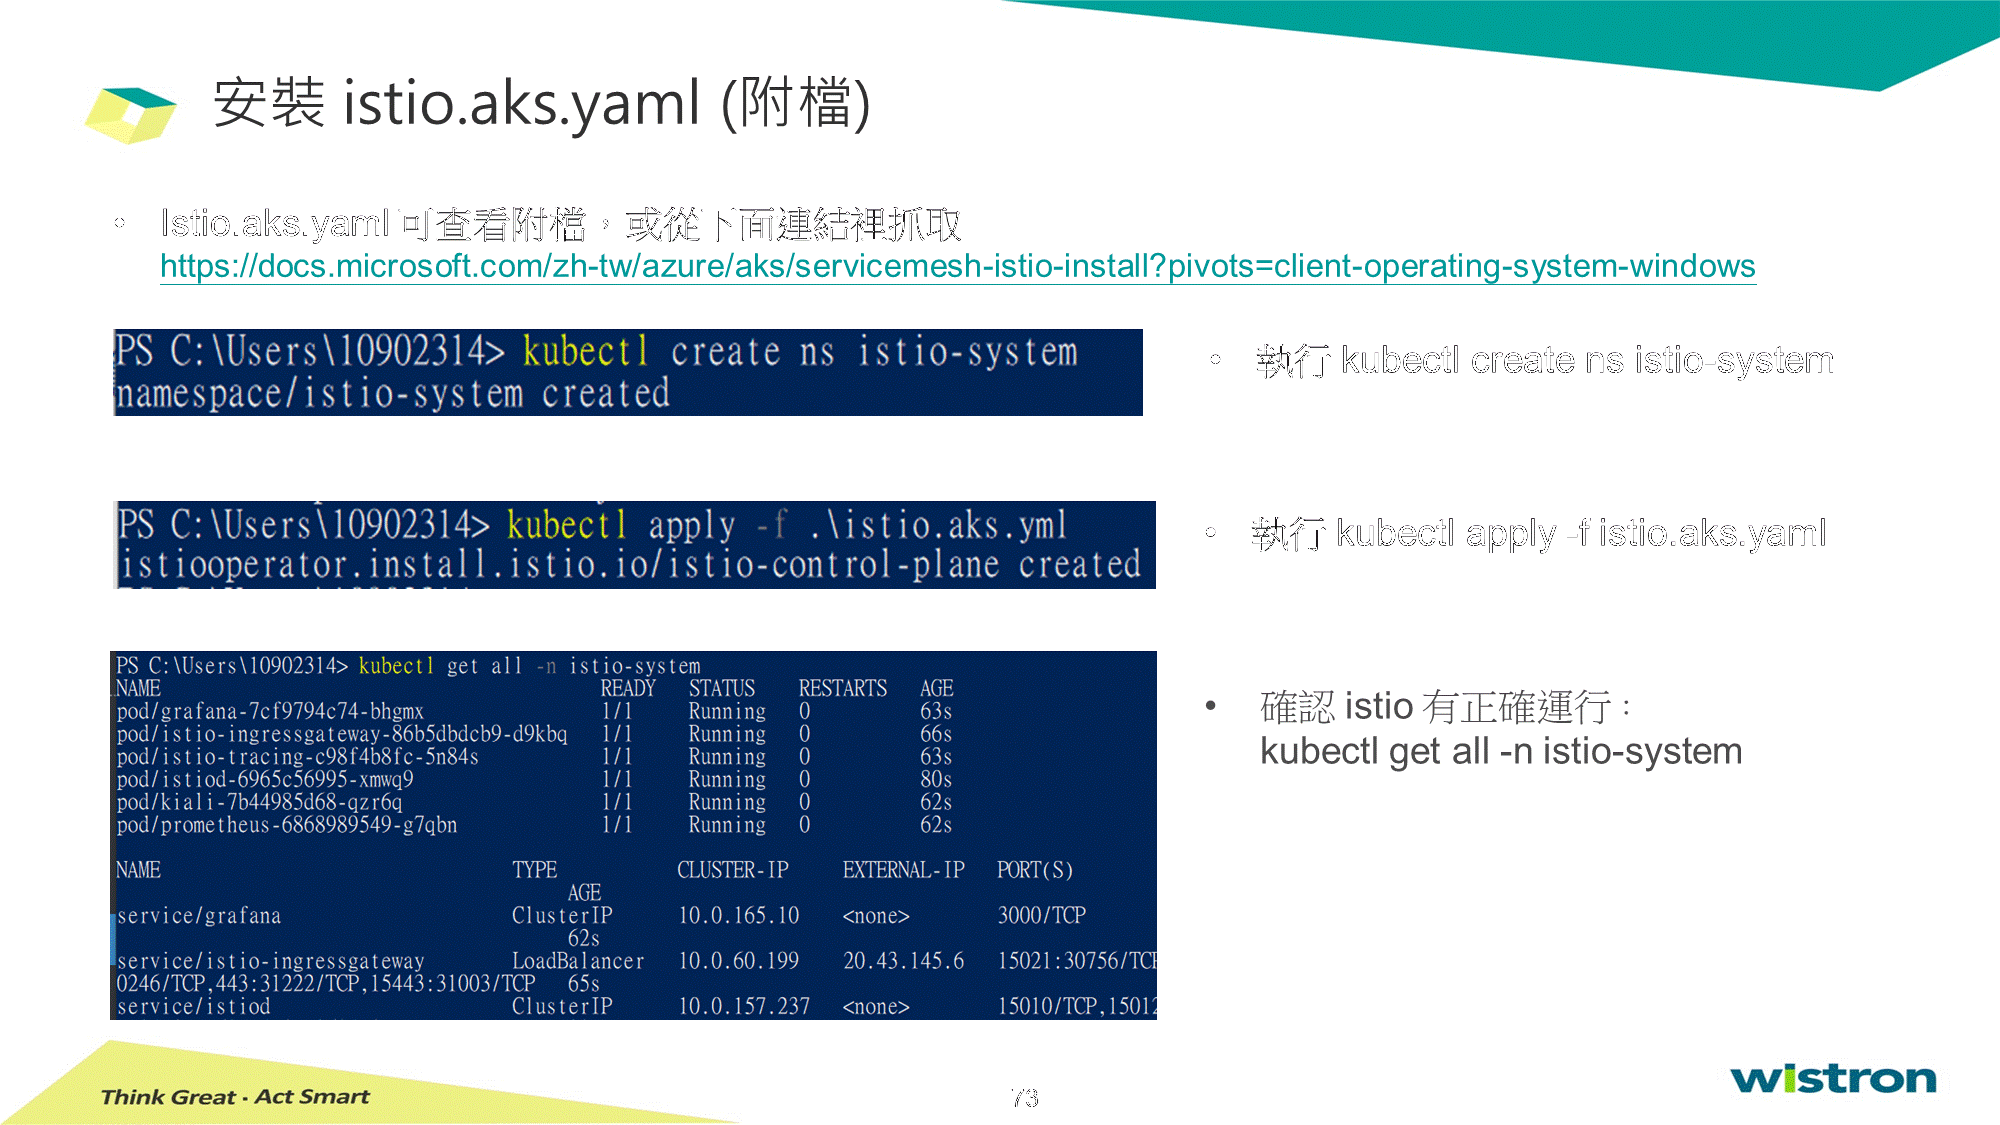 安裝 istio.aks.yaml (附檔)
• Istio.aks.yaml 可查看附檔，或從下面連結裡抓取
https://docs.microsoft.com/zh-tw/azure/aks/servicemesh-istio-install?pivots=client-operating-system-windows
PS C:\Users\10902314> kubectl create ns istio-system
namespace/istio-system created
• 執行 kubectl create ns istio-system
PS C:\Users\10902314> kubectl apply -f .\istio.aks.yml
istiooperator.install.istio.io/istio-control-plane created
• 執行 kubectl apply -f istio.aks.yaml
PS C:\Users\10902314> kubectl get all -n istio-system
NAME READY STATUS RESTARTS AGE
pod/grafana-7cf9794c74-bhgmx 1/1 Running 0 63s
pod/istio-ingressgateway-86b5dbdcb9-d9kbq 1/1 Running 0 66s
pod/istio-tracing-c98f4b8fc-5n84s 1/1 Running 0 63s
pod/istiod-6965c56995-xmwq9 1/1 Running 0 80s
pod/kiali-7b44985d68-qzr6q 1/1 Running 0 62s
pod/prometheus-6868989549-g7qbn 1/1 Running 0 62s
NAME TYPE CLUSTER-IP EXTERNAL-IP PORT(S)
AGE
service/grafana ClusterIP 10.0.165.10 <none> 3000/TCP
62s
service/istio-ingressgateway LoadBalancer 10.0.60.199 20.43.145.6 15021:30756/TCP
0246/TCP,443:31222/TCP,15443:31003/TCP 65s
service/istiod ClusterIP 10.0.157.237 <none> 15010/TCP,15012
• 確認 istio 有正確運行：
kubectl get all -n istio-system
Think Great · Act Smart
73
wistron